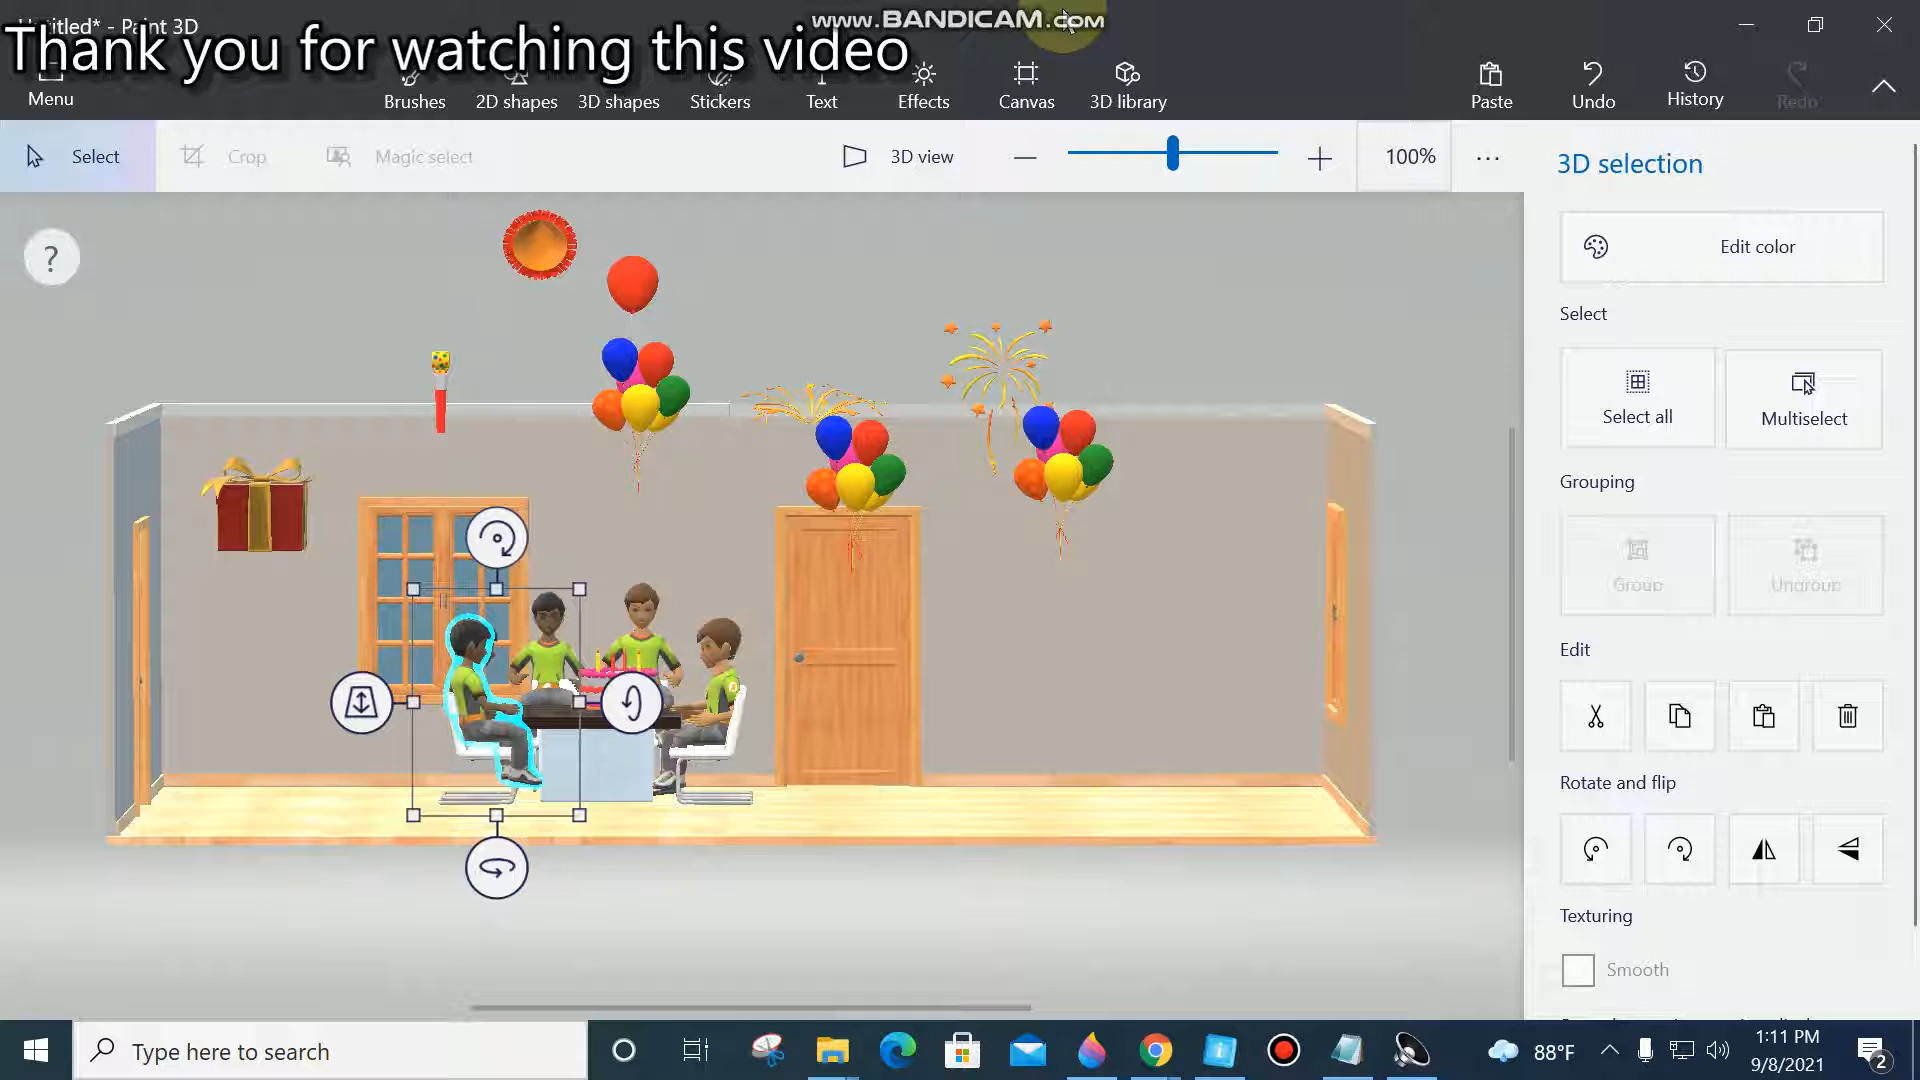 Untitled* - Paint 3D
www.BANDICAM.com
Thank you for watching this video
Menu
Brushes
2D shapes
3D shapes
Stickers
Text
Effects
Canvas
3D library
Paste
Undo
History
Redo
Select
Crop
Magic select
3D view
100%
3D selection
?
Edit color
Select
Select all
Multiselect
Grouping
Group
Ungroup
Edit
Rotate and flip
Texturing
Smooth
Type here to search
88°F
1:11 PM
9/8/2021
2